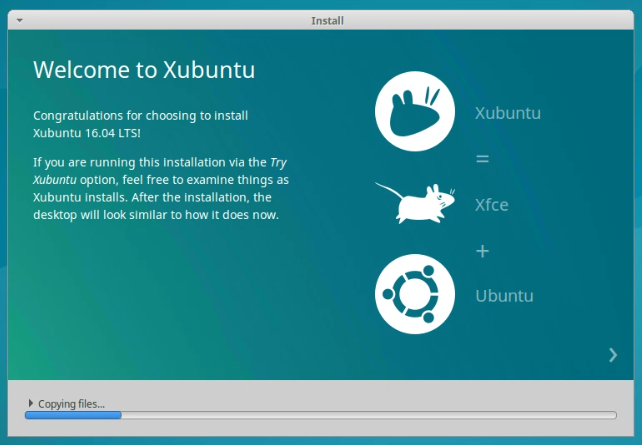 Install
Welcome to Xubuntu
Congratulations for choosing to install
Xubuntu 16.04 LTS!
If you are running this installation via the Try
Xubuntu option, feel free to examine things as
Xubuntu installs. After the installation, the
desktop will look similar to how it does now.
Xubuntu
=
Xfce
+
Ubuntu
Copying files...